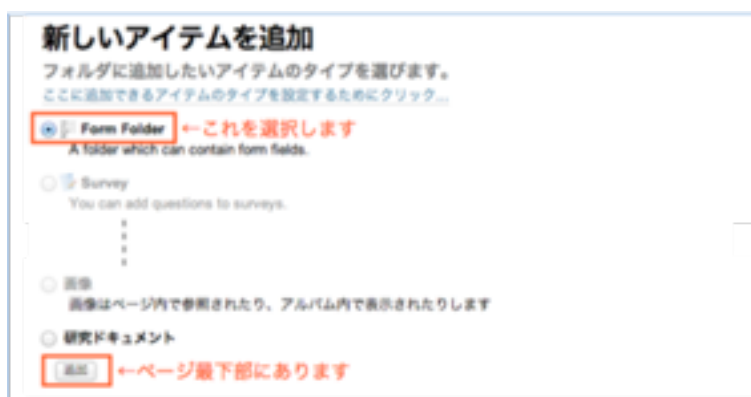 新しいアイテムを追加
フォルダに追加したいアイテムのタイプを選びます。
ここに追加できるアイテムのタイプを設定するためにクリック...
Form Folder ←これを選択します
A folder which can contain form fields.
Survey
You can add questions to surveys.
画像
画像はページ内で参照されたり、アルバム内で表示されたりします
研究ドキュメント
追加 ←ページ最下部にあります